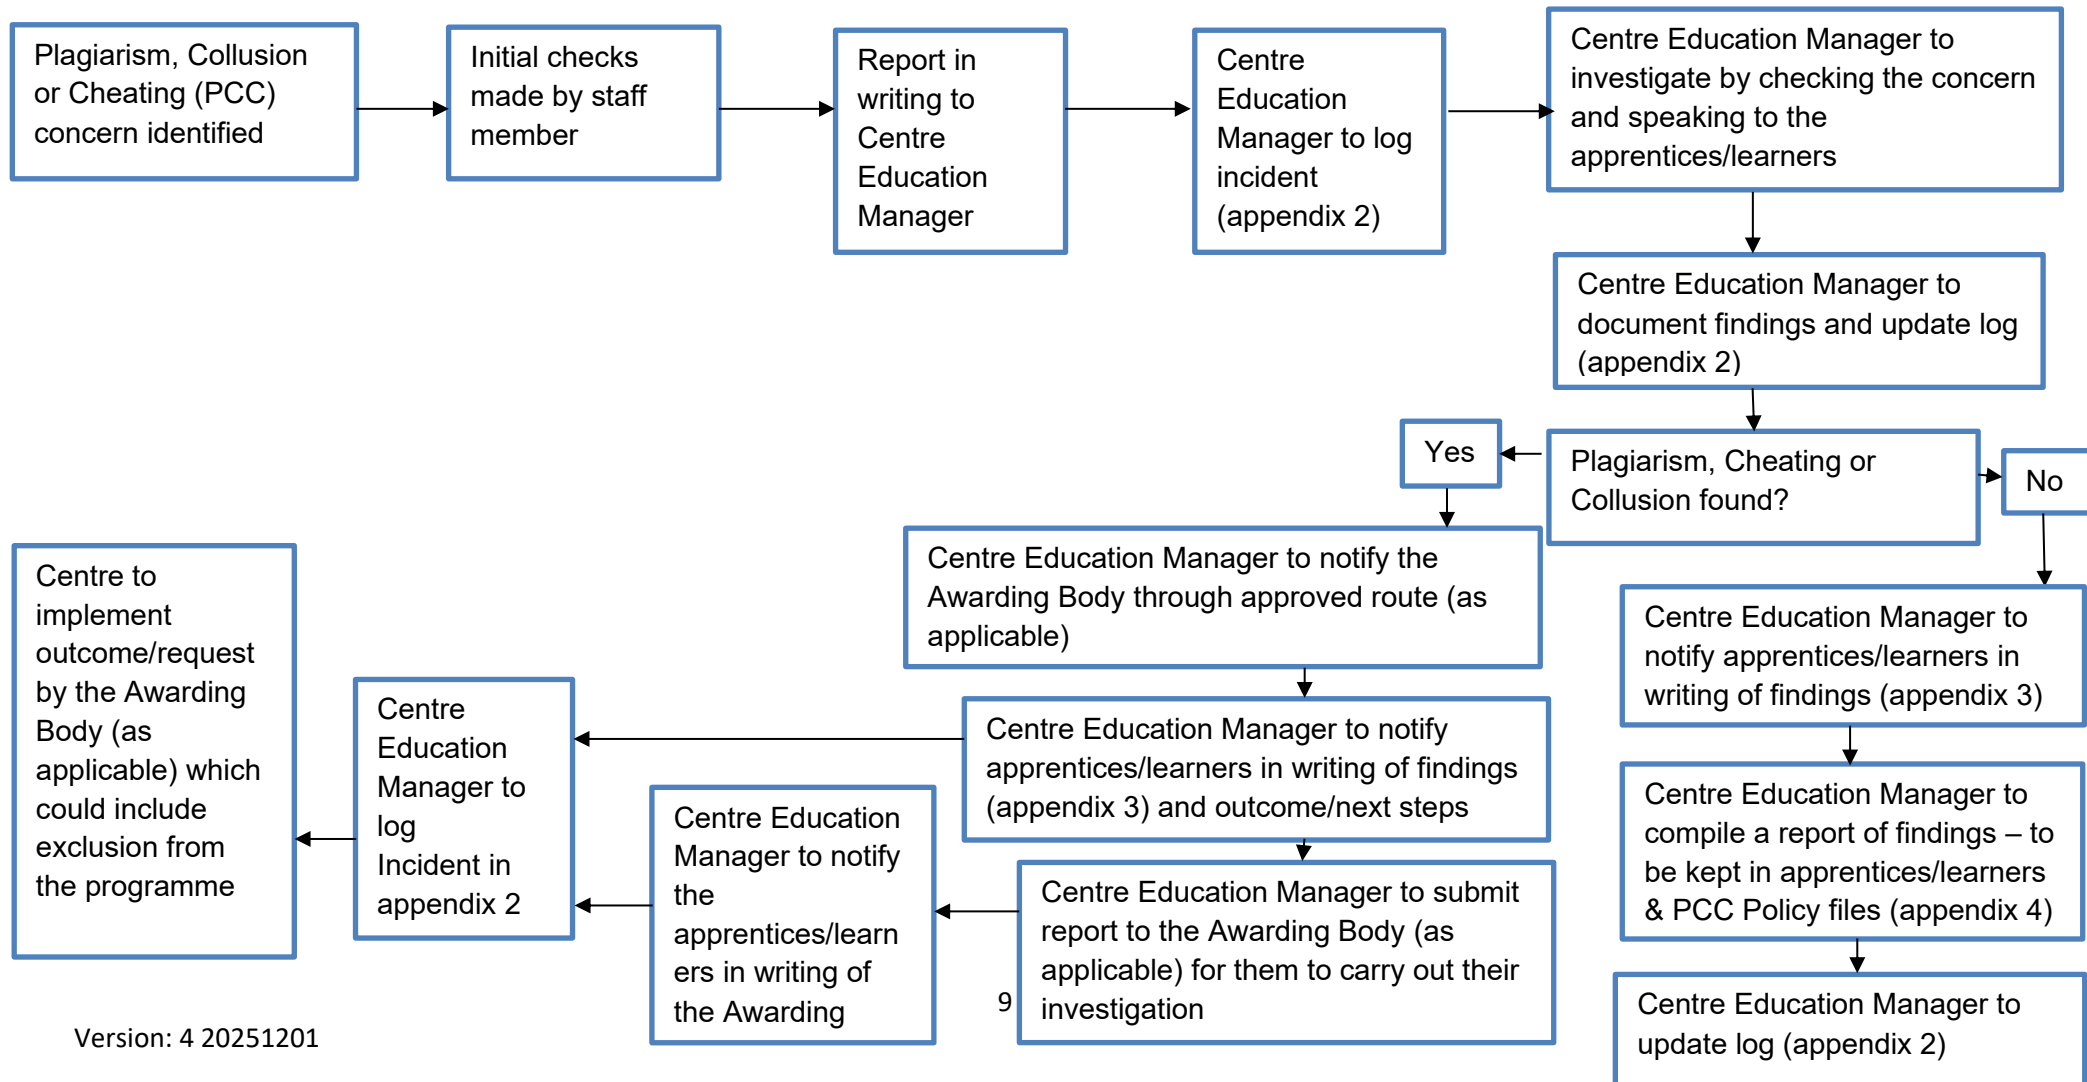 Plagiarism, Collusion
or Cheating (PCC)
concern identified
Initial checks
made by staff
member
Report in
writing to
Centre
Education
Manager
Centre
Education
Manager to log
incident
(appendix 2)
Centre Education Manager to
investigate by checking the concern
and speaking to the
apprentices/learners
Centre Education Manager to
document findings and update log
(appendix 2)
Plagiarism, Cheating or
Collusion found?
Yes
No
Centre Education Manager to notify the
Awarding Body through approved route (as
applicable)
Centre Education Manager to
notify apprentices/learners in
writing of findings (appendix 3)
Centre Education Manager to notify
apprentices/learners in writing of findings
(appendix 3) and outcome/next steps
Centre Education Manager to
compile a report of findings – to
be kept in apprentices/learners
& PCC Policy files (appendix 4)
Centre Education Manager to submit
report to the Awarding Body (as
applicable) for them to carry out their
investigation
Centre Education Manager to
update log (appendix 2)
Centre Education
Manager to notify
the
apprentices/learn
ers in writing of
the Awarding
Centre
Education
Manager to
log
Incident in
appendix 2
Centre to
implement
outcome/request
by the Awarding
Body (as
applicable) which
could include
exclusion from
the programme
9
Version: 4 20251201